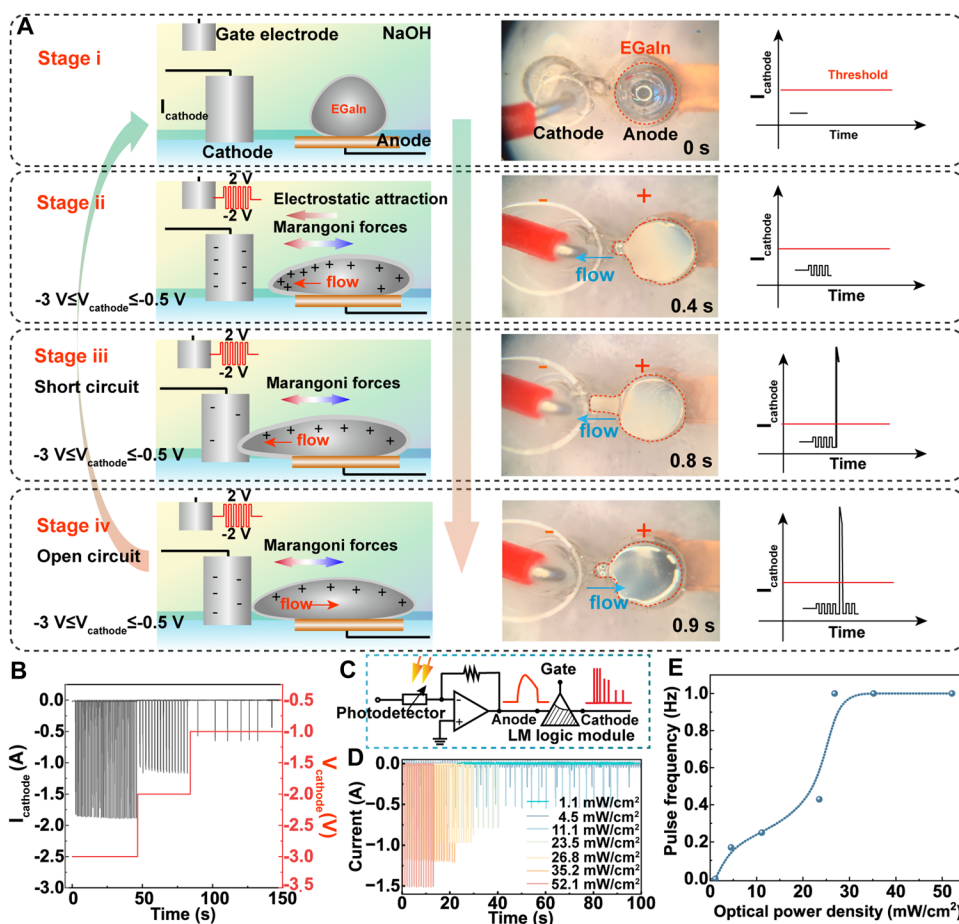 A
Stage i
Gate electrode
NaOH
I cathode
EGaIn
Cathode
Anode
EGaIn
Cathode
Anode
0 s
I cathode
Threshold
Time
Stage ii
2 V
-2 V
Electrostatic attraction
Marangoni forces
flow
-3 V≤V cathode≤-0.5 V
-
+
flow
0.4 s
I cathode
Time
Stage iii
2 V
-2 V
Short circuit
Marangoni forces
flow
-3 V≤V cathode≤-0.5 V
-
+
flow
0.8 s
I cathode
Time
Stage iv
2 V
-2 V
Open circuit
Marangoni forces
flow
-3 V≤V cathode≤-0.5 V
-
+
flow
0.9 s
I cathode
Time
B
I cathode (A)
0.0
-0.5
-1.0
-1.5
-2.0
-2.5
-3.0
0 50 100 150
Time (s)
-0.5
-1.0
-1.5
-2.0
-2.5
-3.0
V cathode (V)
C
Photodetector
-
+
Anode
Gate
Cathode
LM logic module
D
Current (A)
0.0
-0.5
-1.0
-1.5
0 20 40 60 80 100
Time (s)
1.1 mW/cm²
4.5 mW/cm²
11.1 mW/cm²
23.5 mW/cm²
26.8 mW/cm²
35.2 mW/cm²
52.1 mW/cm²
E
Pulse frequency (Hz)
1.0
0.8
0.6
0.4
0.2
0.0
0 10 20 30 40 50
Optical power density (mW/cm²)